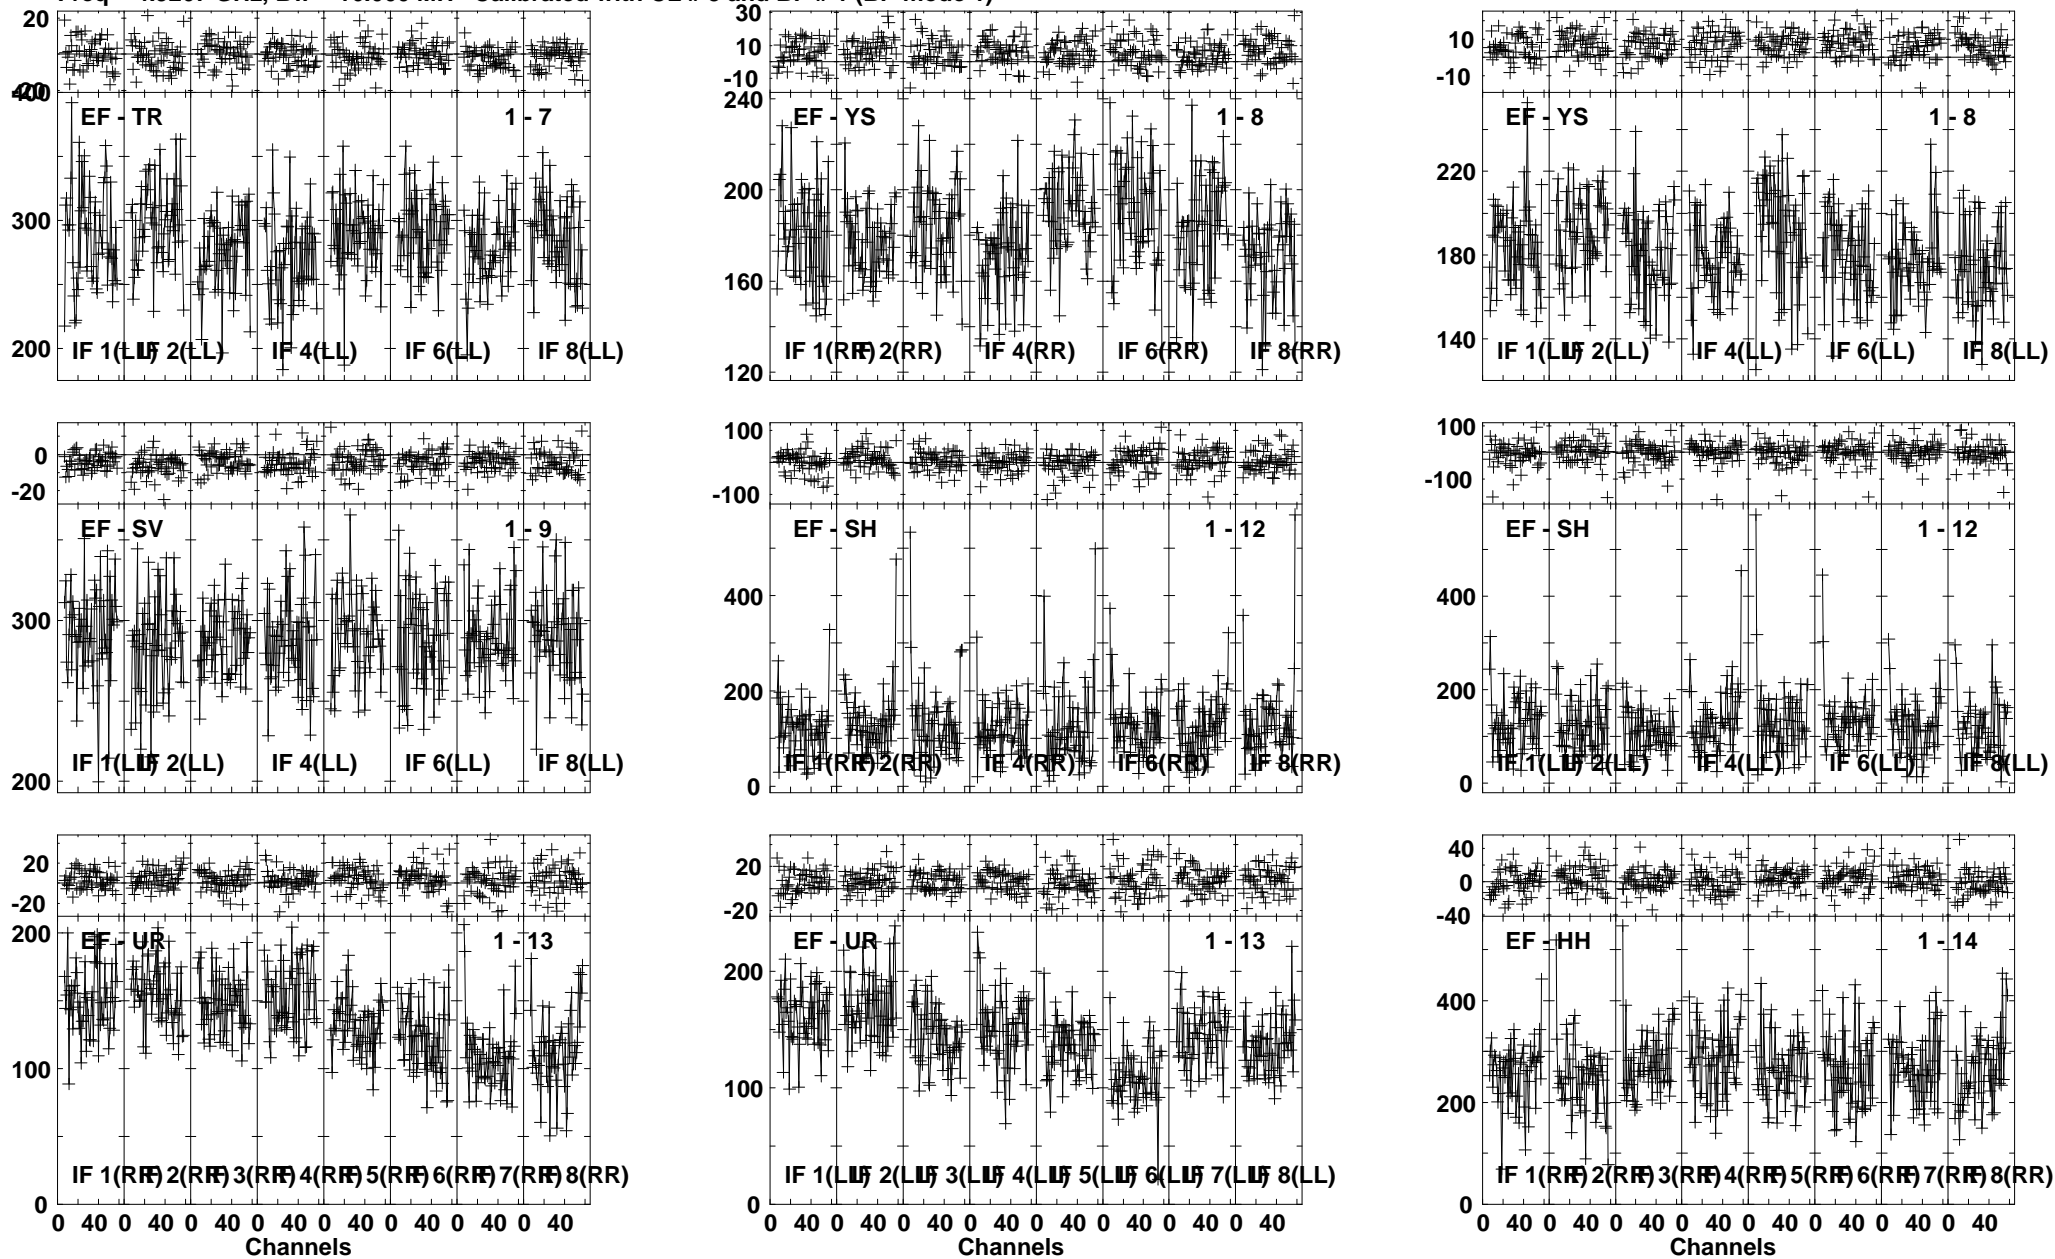 20 30
10 10
-10 -10
EF - TR 1 - 7 EF - YS 1 - 8 EF - YS 1 - 8
400 240
300 200 220
160 180
200 120 140
IF 1(LL) IF 2(LL) IF 4(LL) IF 6(LL) IF 8(LL) IF 1(RR) IF 2(RR) IF 4(RR) IF 6(RR) IF 8(RR) IF 1(LL) IF 2(LL) IF 4(LL) IF 6(LL) IF 8(LL)
0 100 100
-20 -100 -100
EF - SV 1 - 9 EF - SH 1 - 12 EF - SH 1 - 12
300 400 400
200 200
200 0 0
IF 1(LL) IF 2(LL) IF 4(LL) IF 6(LL) IF 8(LL) IF 1(RR) IF 2(RR) IF 4(RR) IF 6(RR) IF 8(RR) IF 1(LL) IF 2(LL) IF 4(LL) IF 6(LL) IF 8(LL)
20 20 40
0
-20 -20 -40
EF - UR 1 - 13 EF - UR 1 - 13 EF - HH 1 - 14
200 200 400
100 100 200
IF 1(RR) IF 2(RR) IF 3(RR) IF 4(RR) IF 5(RR) IF 6(RR) IF 7(RR) IF 8(RR) IF 1(LL) IF 2(LL) IF 3(LL) IF 4(LL) IF 5(LL) IF 6(LL) IF 7(LL) IF 8(LL) IF 1(RR) IF 2(RR) IF 3(RR) IF 4(RR) IF 5(RR) IF 6(RR) IF 7(RR) IF 8(RR)
0 0 0
0 40 0 40 0 40 0 40 0 40 0 40 0 40 0 40 0 40 0 40 0 40 0 40 0 40 0 40 0 40 0 40 0 40 0 40 0 40 0 40 0 40 0 40 0 40 0 40
Channels Channels